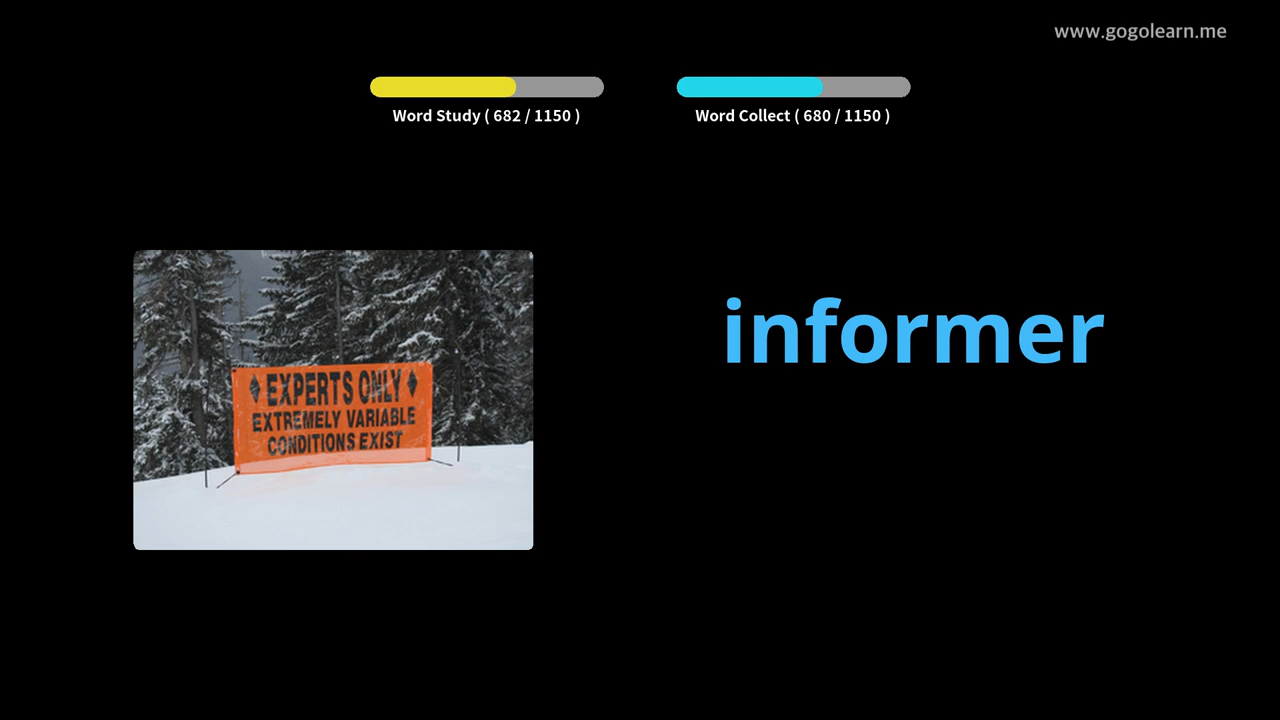 www.gogolearn.me
Word Study ( 682 / 1150 )
Word Collect ( 680 / 1150 )
EXPERTS ONLY
EXTREMELY VARIABLE
CONDITIONS EXIST
informer